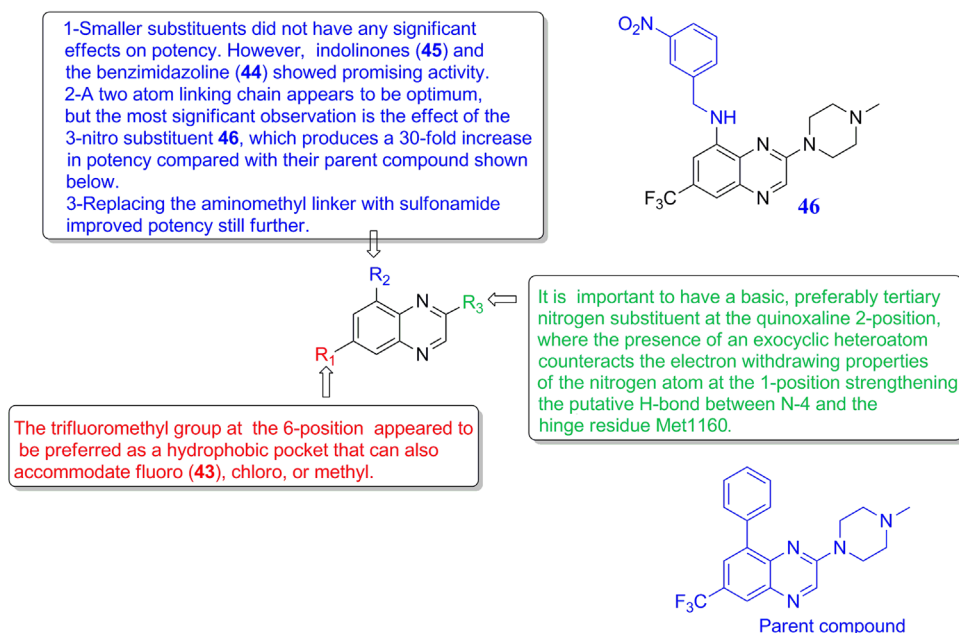 1-Smaller substituents did not have any significant
effects on potency. However, indolinones (45) and
the benzimidazoline (44) showed promising activity.
2-A two atom linking chain appears to be optimum,
but the most significant observation is the effect of the
3-nitro substituent 46, which produces a 30-fold increase
in potency compared with their parent compound shown
below.
3-Replacing the aminomethyl linker with sulfonamide
improved potency still further.
O₂N
NH
N
N
N
N
F₃C
46
R₂
N
R₃
N
R₁
It is important to have a basic, preferably tertiary
nitrogen substituent at the quinoxaline 2-position,
where the presence of an exocyclic heteroatom
counteracts the electron withdrawing properties
of the nitrogen atom at the 1-position strengthening
the putative H-bond between N-4 and the
hinge residue Met1160.
The trifluoromethyl group at the 6-position appeared to
be preferred as a hydrophobic pocket that can also
accommodate fluoro (43), chloro, or methyl.
N
N
N
N
F₃C
Parent compound